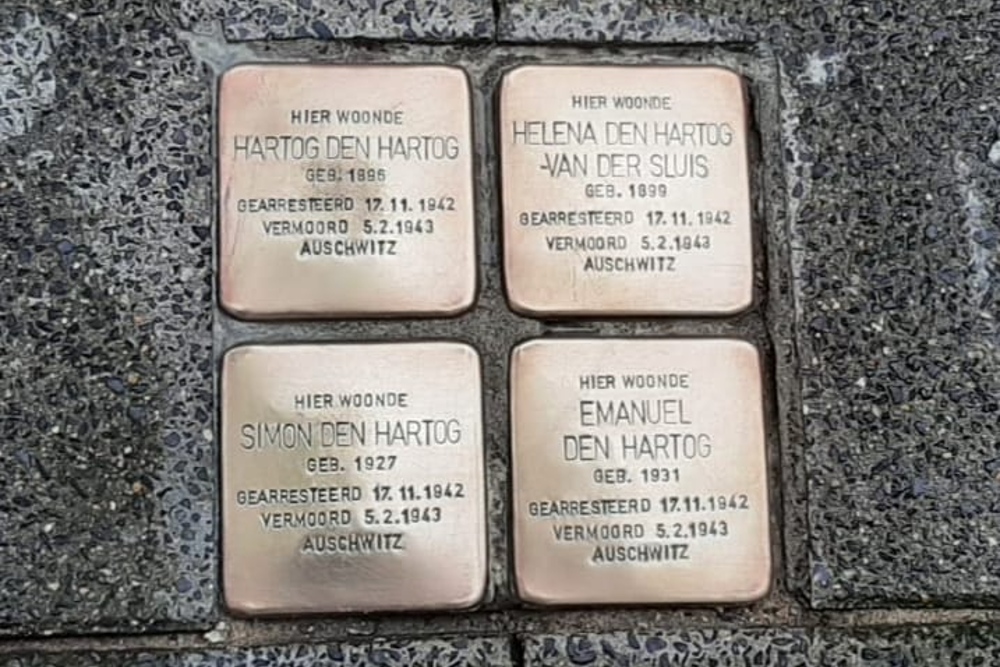 HIER WOONDE
HARTOG DEN HARTOG
GEB. 1896
GEARRESTEERD 17.11.1942
VERMOORD 5.2.1943
AUSCHWITZ
HIER WOONDE
HELENA DEN HARTOG
-VAN DER SLUIS
GEB. 1899
GEARRESTEERD 17.11.1942
VERMOORD 5.2.1943
AUSCHWITZ
HIER WOONDE
SIMON DEN HARTOG
GEB. 1927
GEARRESTEERD 17.11.1942
VERMOORD 5.2.1943
AUSCHWITZ
HIER WOONDE
EMANUEL
DEN HARTOG
GEB. 1931
GEARRESTEERD 17.11.1942
VERMOORD 5.2.1943
AUSCHWITZ